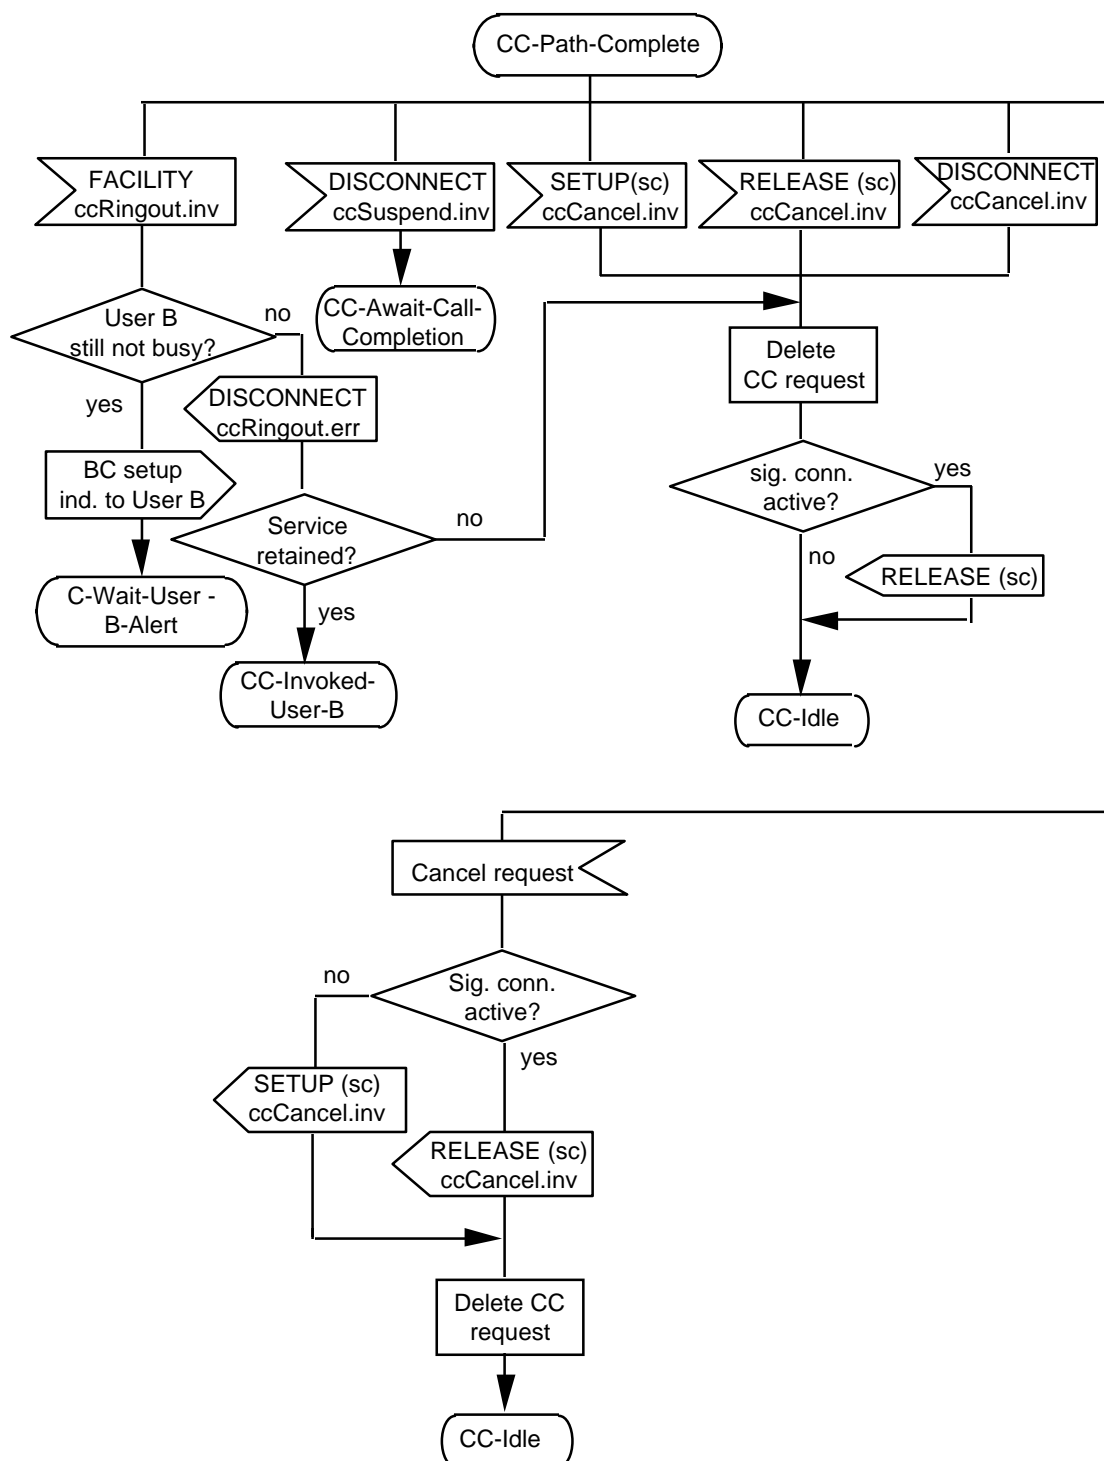 CC-Path-Complete
FACILITY
ccRingout.inv
DISCONNECT
ccSuspend.inv
SETUP(sc)
ccCancel.inv
RELEASE (sc)
ccCancel.inv
DISCONNECT
ccCancel.inv
User B
still not busy?
no
yes
CC-Await-Call-
Completion
DISCONNECT
ccRingout.err
Delete
CC request
BC setup
ind. to User B
Service
retained?
no
yes
sig. conn.
active?
yes
no
RELEASE (sc)
C-Wait-User -
B-Alert
CC-Invoked-
User-B
CC-Idle
Cancel request
Sig. conn.
active?
no
yes
SETUP (sc)
ccCancel.inv
RELEASE (sc)
ccCancel.inv
Delete CC
request
CC-Idle